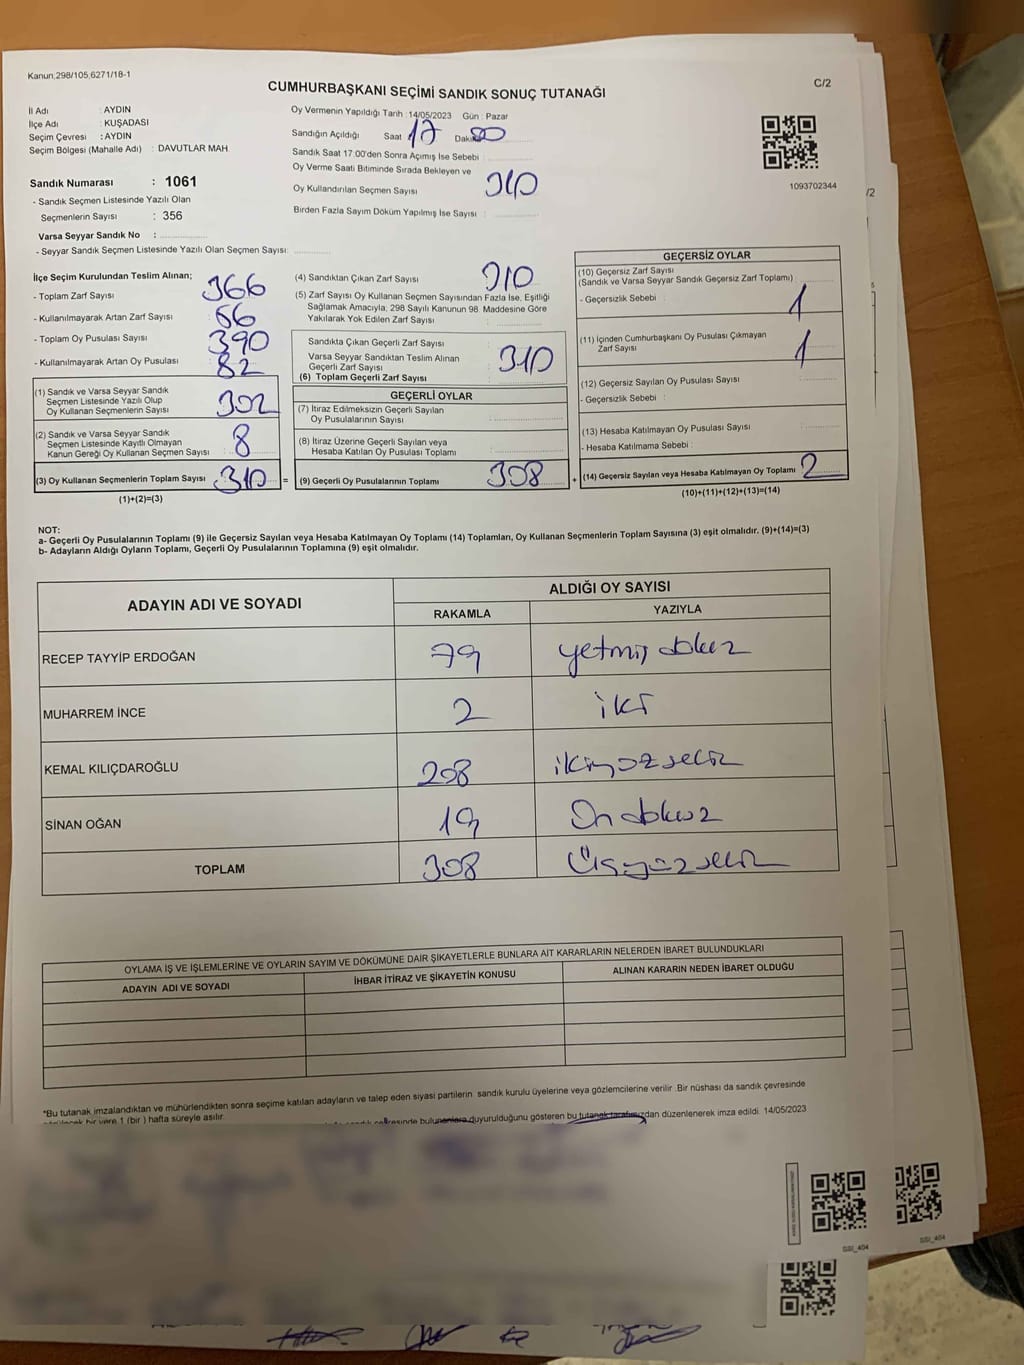 Kanun;298/105,6271/18-1
C/2
CUMHURBAŞKANI SEÇİMİ SANDIK SONUÇ TUTANAĞI
İl Adı : AYDIN
İlçe Adı : KUŞADASI
Seçim Çevresi : AYDIN
Seçim Bölgesi (Mahalle Adı) : DAVUTLAR MAH.
Sandık Numarası : 1061
- Sandık Seçmen Listesinde Yazılı Olan
Seçmenlerin Sayısı : 356
Varsa Seyyar Sandık No :
- Seyyar Sandık Seçmen Listesinde Yazılı Olan Seçmen Sayısı:
Oy Vermenin Yapıldığı Tarih :14/05/2023 Gün : Pazar
Sandığın Açıldığı Saat 17 Dakika 00
Sandık Saat 17:00'den Sonra Açımış İse Sebebi :
Oy Verme Saati Bitiminde Sırada Bekleyen ve
Oy Kullandırılan Seçmen Sayısı 310
Birden Fazla Sayım Döküm Yapılmış İse Sayısı :
1093702344
/2
İlçe Seçim Kurulundan Teslim Alınan;
- Toplam Zarf Sayısı 366
- Kullanılmayarak Artan Zarf Sayısı 56
- Toplam Oy Pusulası Sayısı 390
- Kullanılmayarak Artan Oy Pusulası 82
(1) Sandık ve Varsa Seyyar Sandık
Seçmen Listesinde Yazılı Olup
Oy Kullanan Seçmenlerin Sayısı 302
(2) Sandık ve Varsa Seyyar Sandık
Seçmen Listesinde Kayıtlı Olmayan
Kanun Gereği Oy Kullanan Seçmen Sayısı 8
(3) Oy Kullanan Seçmenlerin Toplam Sayısı 310 =
(1)+(2)=(3)
(4) Sandıktan Çıkan Zarf Sayısı 310
(5) Zarf Sayısı Oy Kullanan Seçmen Sayısından Fazla İse, Eşitliği
Sağlamak Amacıyla; 298 Sayılı Kanunun 98. Maddesine Göre
Yakılarak Yok Edilen Zarf Sayısı :
Sandıkta Çıkan Geçerli Zarf Sayısı :
Varsa Seyyar Sandıktan Teslim Alınan
Geçerli Zarf Sayısı : 310
(6) Toplam Geçerli Zarf Sayısı :
GEÇERLİ OYLAR
(7) İtiraz Edilmeksizin Geçerli Sayılan
Oy Pusulalarının Sayısı :
(8) İtiraz Üzerine Geçerli Sayılan veya
Hesaba Katılan Oy Pusulası Toplamı :
(9) Geçerli Oy Pusulalarının Toplamı 308 +
GEÇERSİZ OYLAR
(10) Geçersiz Zarf Sayısı
(Sandık ve Varsa Seyyar Sandık Geçersiz Zarf Toplamı)
- Geçersizlik Sebebi : 1
(11) İçinden Cumhurbaşkanı Oy Pusulası Çıkmayan
Zarf Sayısı 1
(12) Geçersiz Sayılan Oy Pusulası Sayısı :
- Geçersizlik Sebebi :
(13) Hesaba Katılmayan Oy Pusulası Sayısı :
- Hesaba Katılmama Sebebi :
(14) Geçersiz Sayılan veya Hesaba Katılmayan Oy Toplamı 2
(10)+(11)+(12)+(13)=(14)
NOT:
a- Geçerli Oy Pusulalarının Toplamı (9) ile Geçersiz Sayılan veya Hesaba Katılmayan Oy Toplamı (14) Toplamları, Oy Kullanan Seçmenlerin Toplam Sayısına (3) eşit olmalıdır. (9)+(14)=(3)
b- Adayların Aldığı Oyların Toplamı, Geçerli Oy Pusulalarının Toplamına (9) eşit olmalıdır.
ADAYIN ADI VE SOYADI
ALDIĞI OY SAYISI
RAKAMLA YAZIYLA
RECEP TAYYİP ERDOĞAN 79 yetmiş dokuz
MUHARREM İNCE 2 iki
KEMAL KILIÇDAROĞLU 208 ikiyüzsekiz
SİNAN OĞAN 19 On dokuz
TOPLAM 308 Üçyüzsekiz
OYLAMA İŞ VE İŞLEMLERİNE VE OYLARIN SAYIM VE DÖKÜMÜNE DAİR ŞİKAYETLERLE BUNLARA AİT KARARLARIN NELERDEN İBARET BULUNDUKLARI
ADAYIN ADI VE SOYADI İHBAR İTİRAZ VE ŞİKAYETİN KONUSU ALINAN KARARIN NEDEN İBARET OLDUĞU
*Bu tutanak imzalandıktan ve mühürlendikten sonra seçime katılan adayların ve talep eden siyasi partilerin sandık kurulu üyelerine veya gözlemcilerine verilir .Bir nüshası da sandık çevresinde
bir yere 1 (bir ) hafta süreyle asılır.
bulunanlara duyurulduğunu gösteren bu tutanak tarafımızdan düzenlenerek imza edildi. 14/05/2023
GSI_404
GSI_404